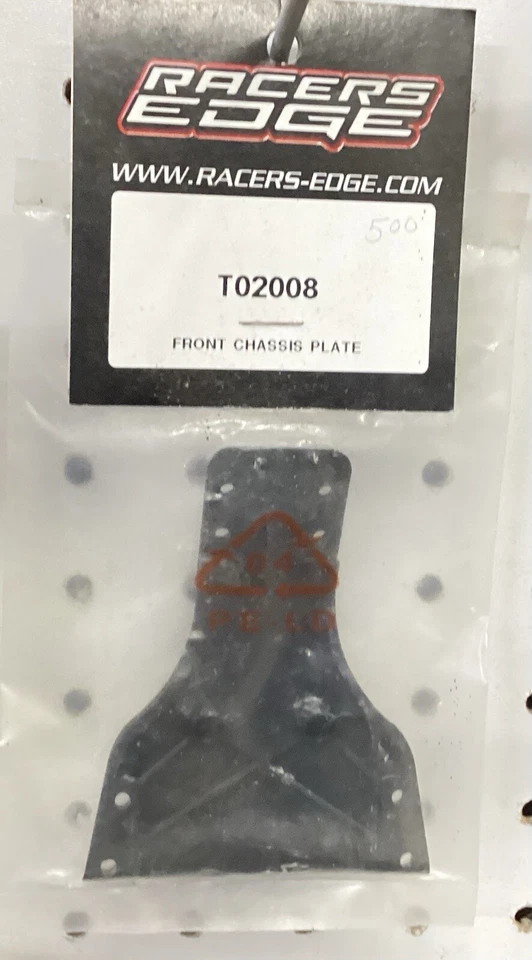 RACERS
EDGE
WWW.RACERS-EDGE.COM
500
T02008
FRONT CHASSIS PLATE
04
PE-LD